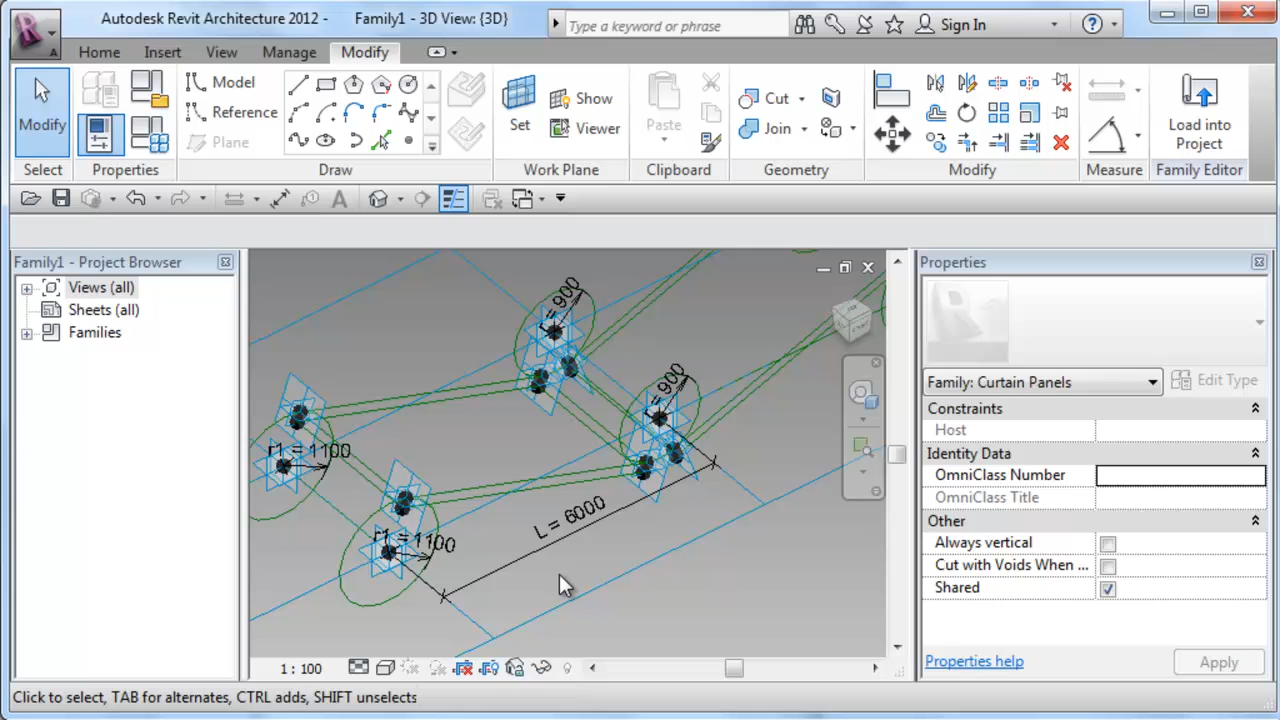 Autodesk Revit Architecture 2012 - Family1 - 3D View: {3D}
Type a keyword or phrase
Sign In
Home Insert View Manage Modify
Modify
Model
Reference
Plane
Set
Show
Viewer
Paste
Cut
Join
Load into
Project
Select Properties Draw Work Plane Clipboard Geometry Modify Measure Family Editor
Family1 - Project Browser
Views (all)
Sheets (all)
Families
r = 900
r = 900
r1 = 1100
r1 = 1100
L = 6000
Properties
Family: Curtain Panels
Edit Type
Constraints
Host
Identity Data
OmniClass Number
OmniClass Title
Other
Always vertical
Cut with Voids When ...
Shared
Properties help
Apply
1 : 100
Click to select, TAB for alternates, CTRL adds, SHIFT unselects